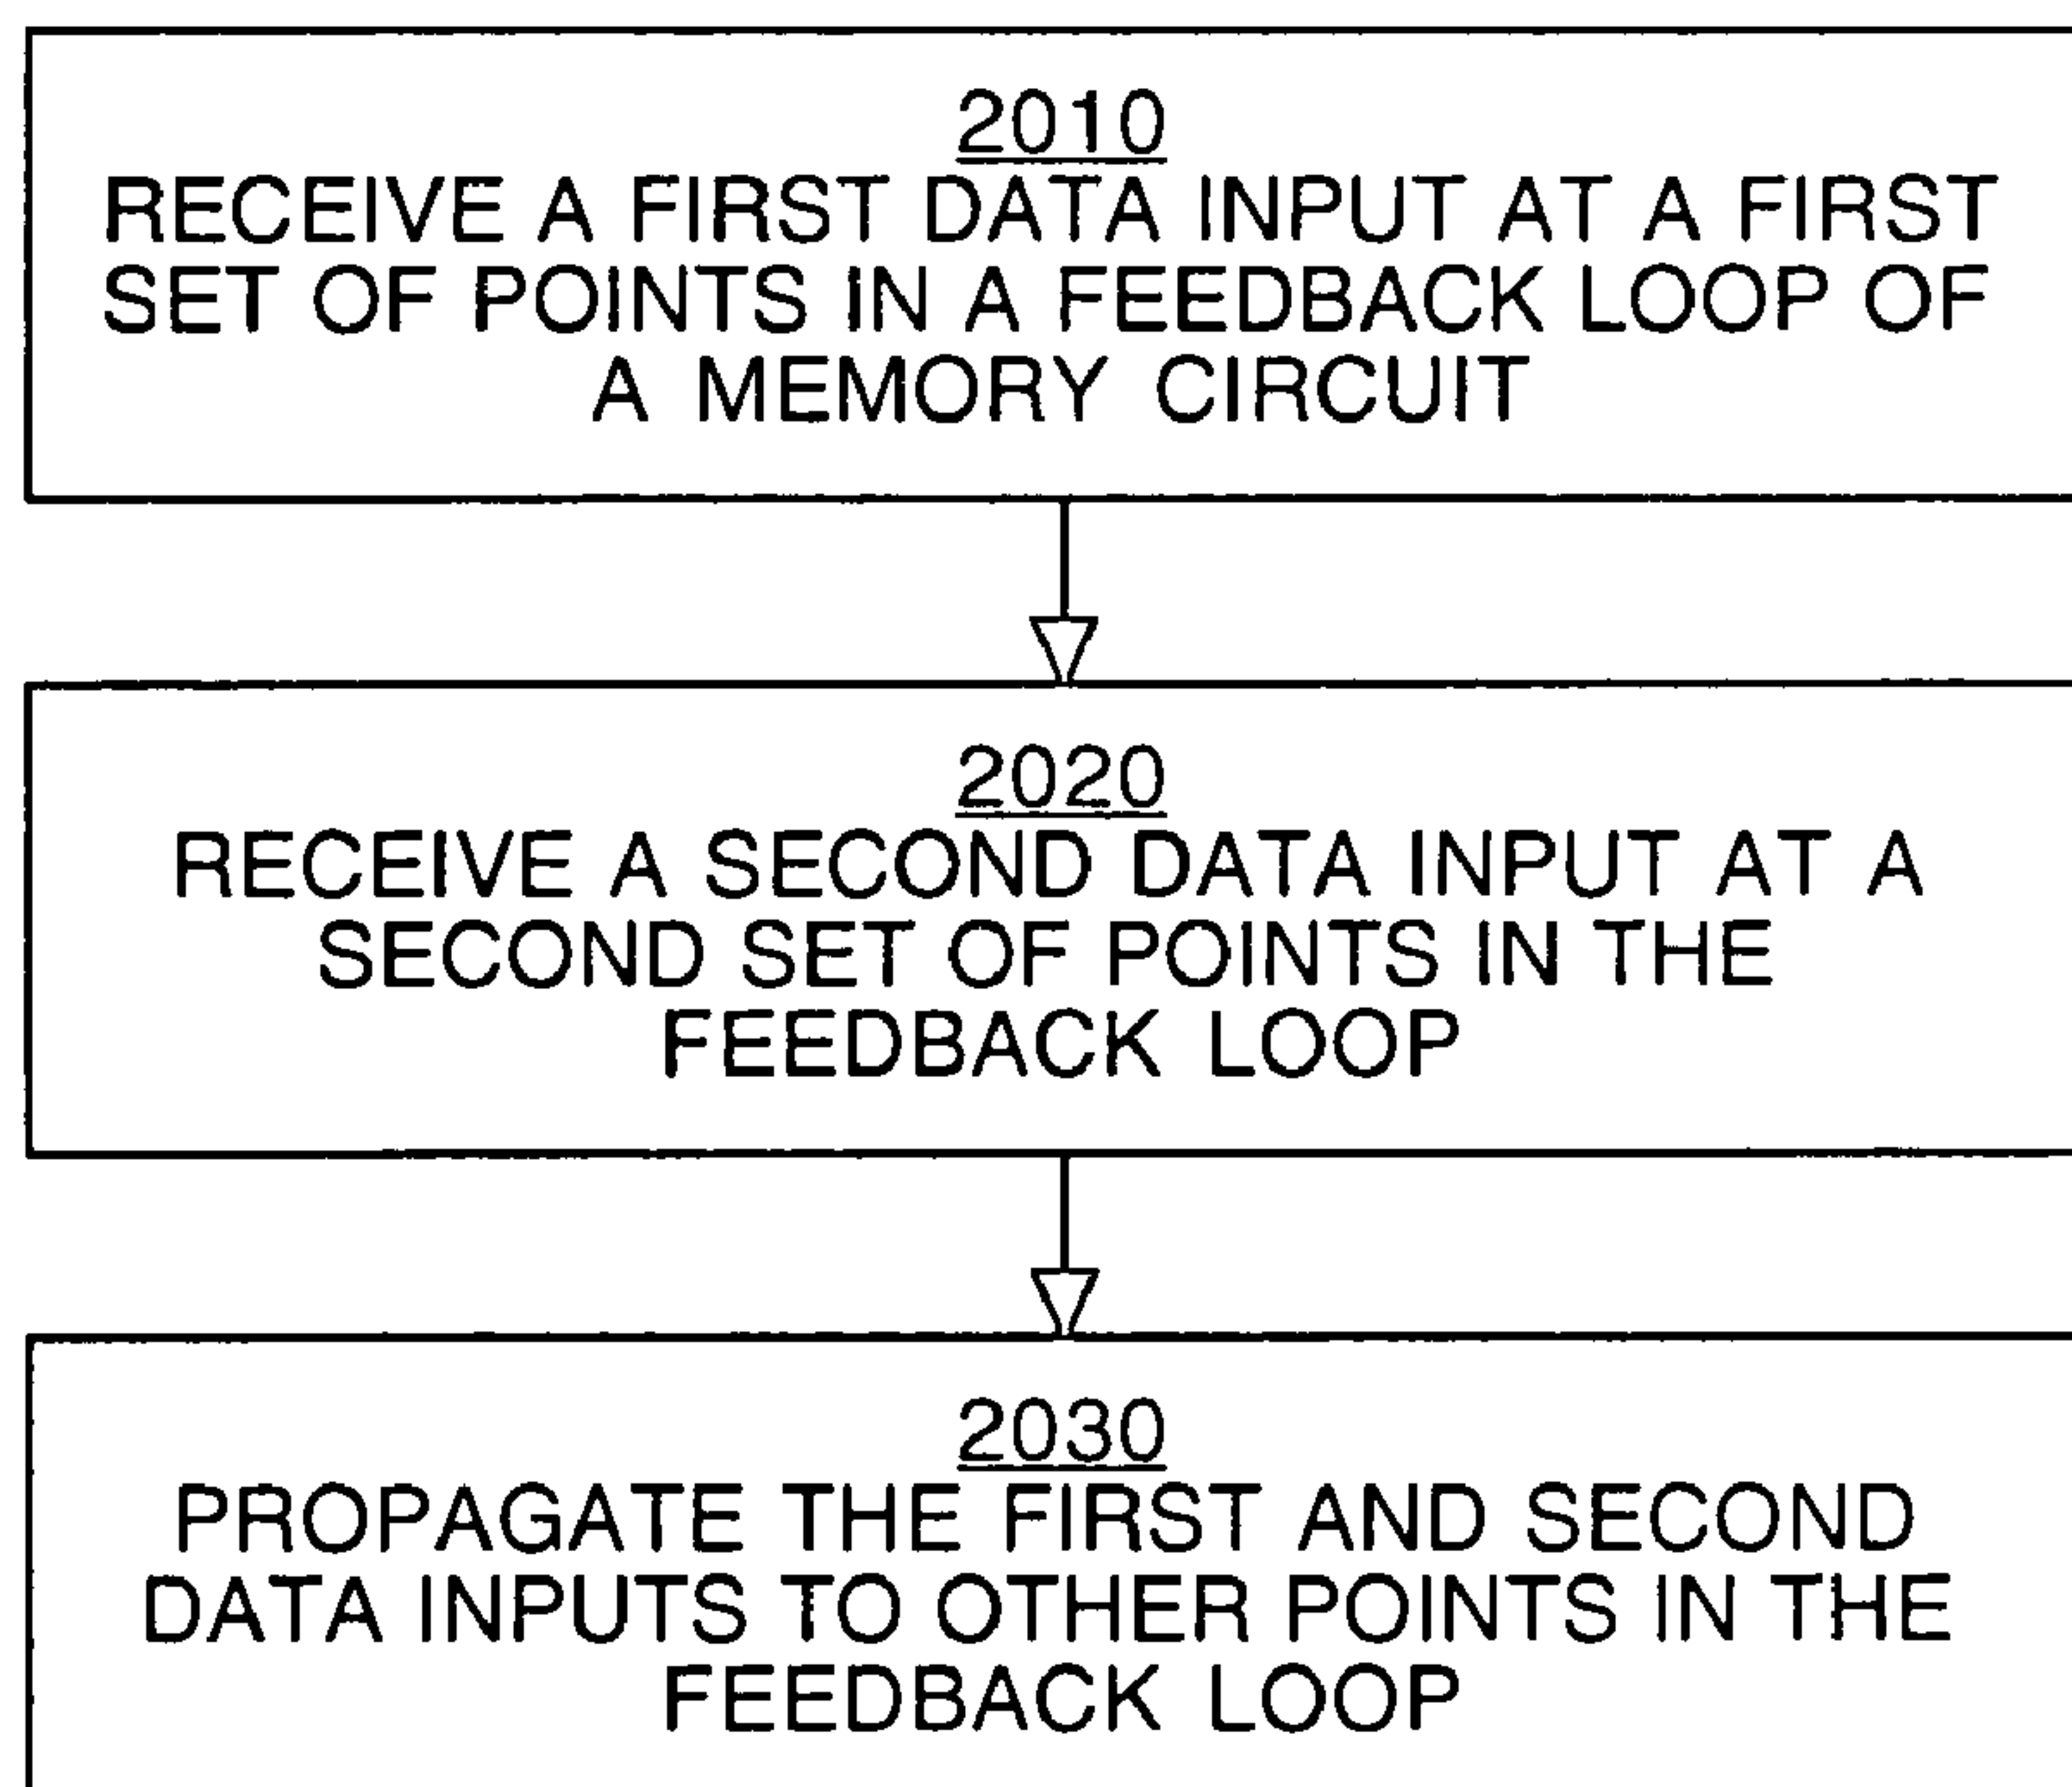 2010
RECEIVE A FIRST DATA INPUT AT A FIRST
SET OF POINTS IN A FEEDBACK LOOP OF
A MEMORY CIRCUIT
2020
RECEIVE A SECOND DATA INPUT AT A
SECOND SET OF POINTS IN THE
FEEDBACK LOOP
2030
PROPAGATE THE FIRST AND SECOND
DATA INPUTS TO OTHER POINTS IN THE
FEEDBACK LOOP